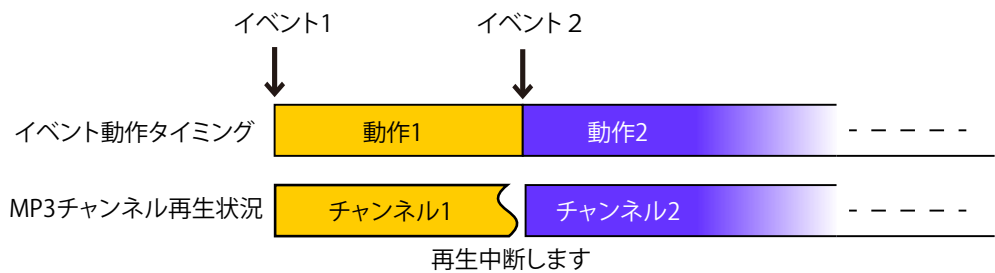 イベント1 イベント2
イベント動作タイミング 動作1 動作2
MP3チャンネル再生状況 チャンネル1 チャンネル2
再生中断します